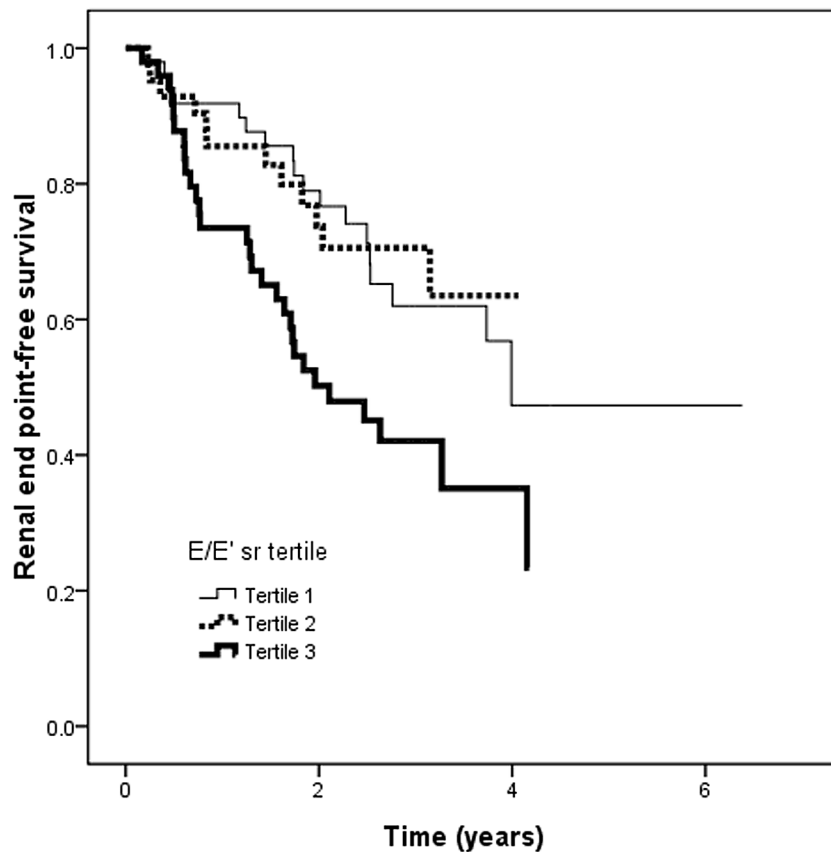 Renal end point-free survival
1.0
0.8
0.6
0.4
0.2
0.0
E/E' sr tertile
Tertile 1
Tertile 2
Tertile 3
0 2 4 6
Time (years)